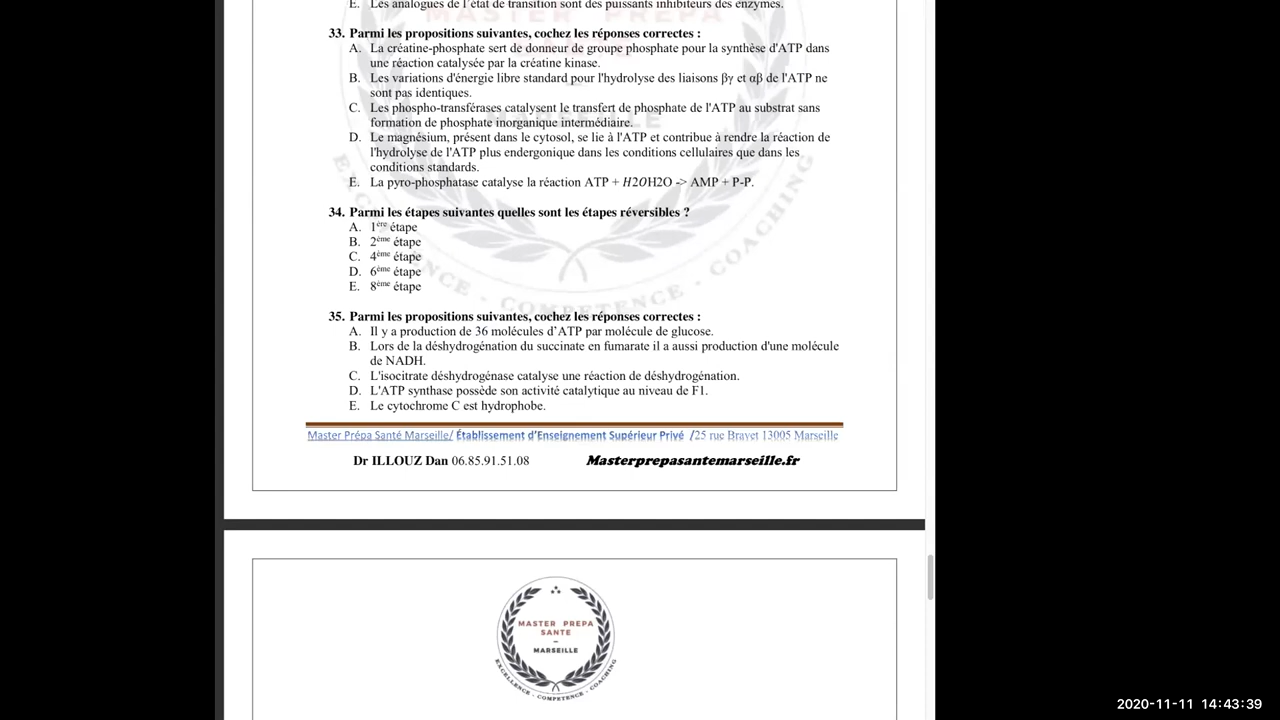 E. Les analogues de l'état de transition sont des puissants inhibiteurs des enzymes.
MASTER PREPA
33. Parmi les propositions suivantes, cochez les réponses correctes :
A. La créatine-phosphate sert de donneur de groupe phosphate pour la synthèse d'ATP dans
une réaction catalysée par la créatine kinase.
B. Les variations d'énergie libre standard pour l'hydrolyse des liaisons βγ et αβ de l'ATP ne
sont pas identiques.
C. Les phospho-transférases catalysent le transfert de phosphate de l'ATP au substrat sans
formation de phosphate inorganique intermédiaire.
D. Le magnésium, présent dans le cytosol, se lie à l'ATP et contribue à rendre la réaction de
l'hydrolyse de l'ATP plus endergonique dans les conditions cellulaires que dans les
conditions standards.
E. La pyro-phosphatase catalyse la réaction ATP + H2OH2O -> AMP + P-P.
34. Parmi les étapes suivantes quelles sont les étapes réversibles ?
A. 1ère étape
B. 2ème étape
C. 4ème étape
D. 6ème étape
E. 8ème étape
- COMPETENCE - COACHING
35. Parmi les propositions suivantes, cochez les réponses correctes :
A. Il y a production de 36 molécules d'ATP par molécule de glucose.
B. Lors de la déshydrogénation du succinate en fumarate il a aussi production d'une molécule
de NADH.
C. L'isocitrate déshydrogénase catalyse une réaction de déshydrogénation.
D. L'ATP synthase possède son activité catalytique au niveau de F1.
E. Le cytochrome C est hydrophobe.
Master Prépa Santé Marseille/ Établissement d'Enseignement Supérieur Privé /25 rue Brayet 13005 Marseille
Dr ILLOUZ Dan 06.85.91.51.08 Masterprepasantemarseille.fr
MASTER PREPA
SANTE
-
MARSEILLE
EXCELLENCE - COMPETENCE - COACHING
2020-11-11 14:43:39